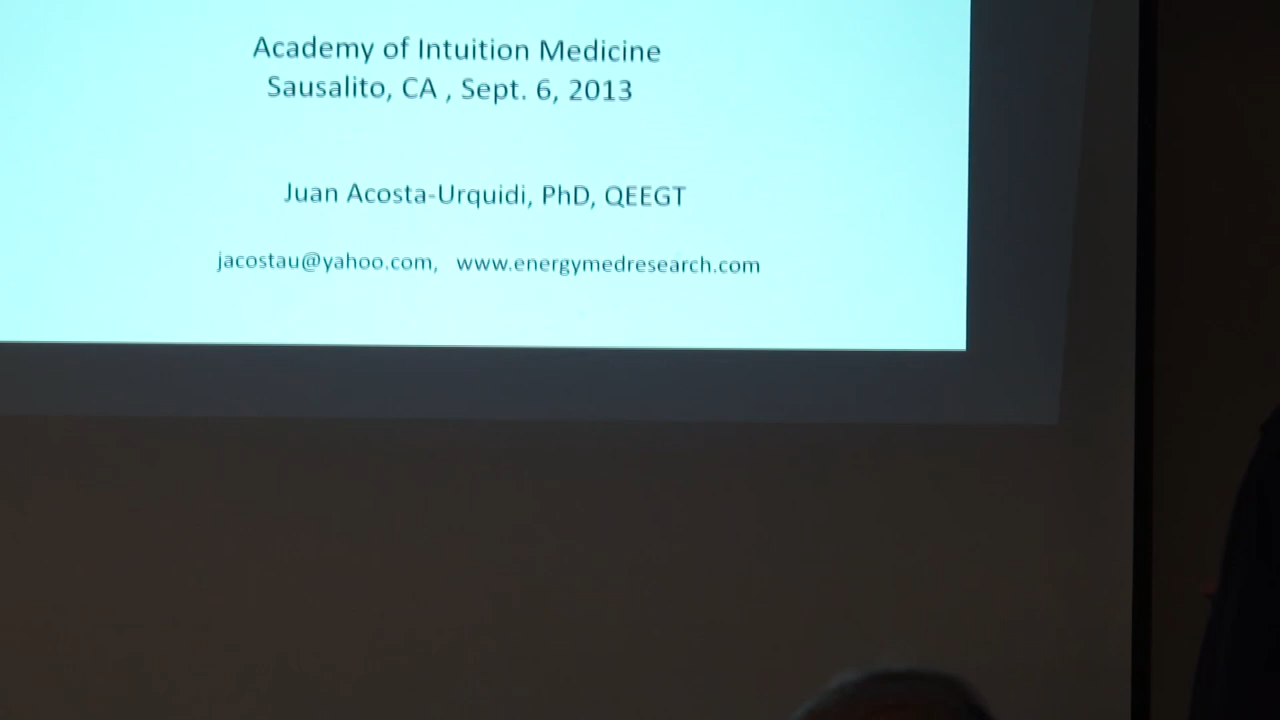 Academy of Intuition Medicine
Sausalito, CA , Sept. 6, 2013
Juan Acosta-Urquidi, PhD, QEEGT
jacostau@yahoo.com, www.energymedresearch.com